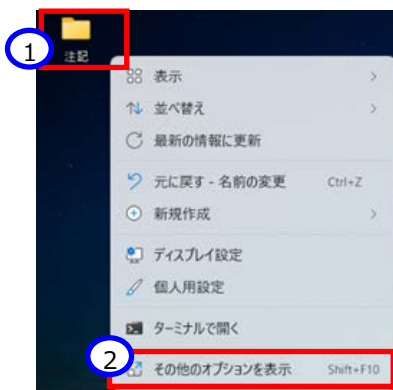 1
注記
表示
並べ替え
最新の情報に更新
元に戻す - 名前の変更 Ctrl+Z
新規作成
ディスプレイ設定
個人用設定
ターミナルで開く
2
その他のオプションを表示 Shift+F10